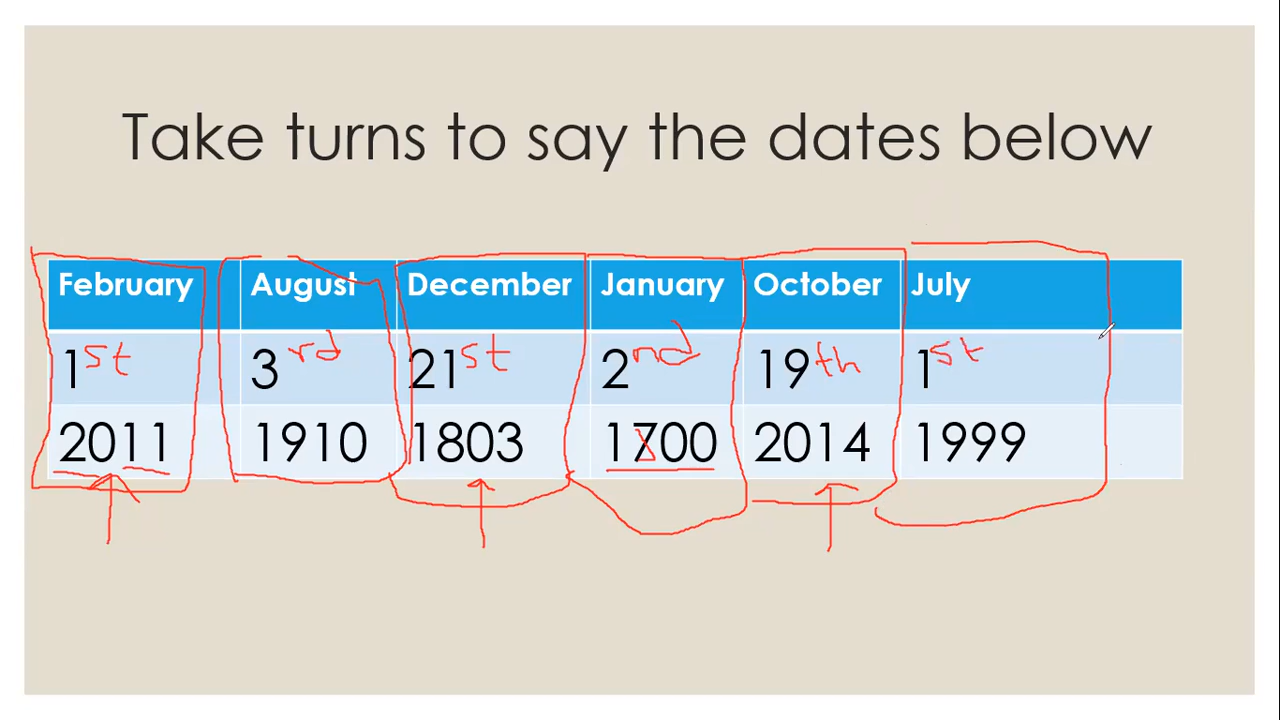 Take turns to say the dates below
February August December January October July
1st 3rd 21st 2nd 19th 1st
2011 1910 1803 1700 2014 1999